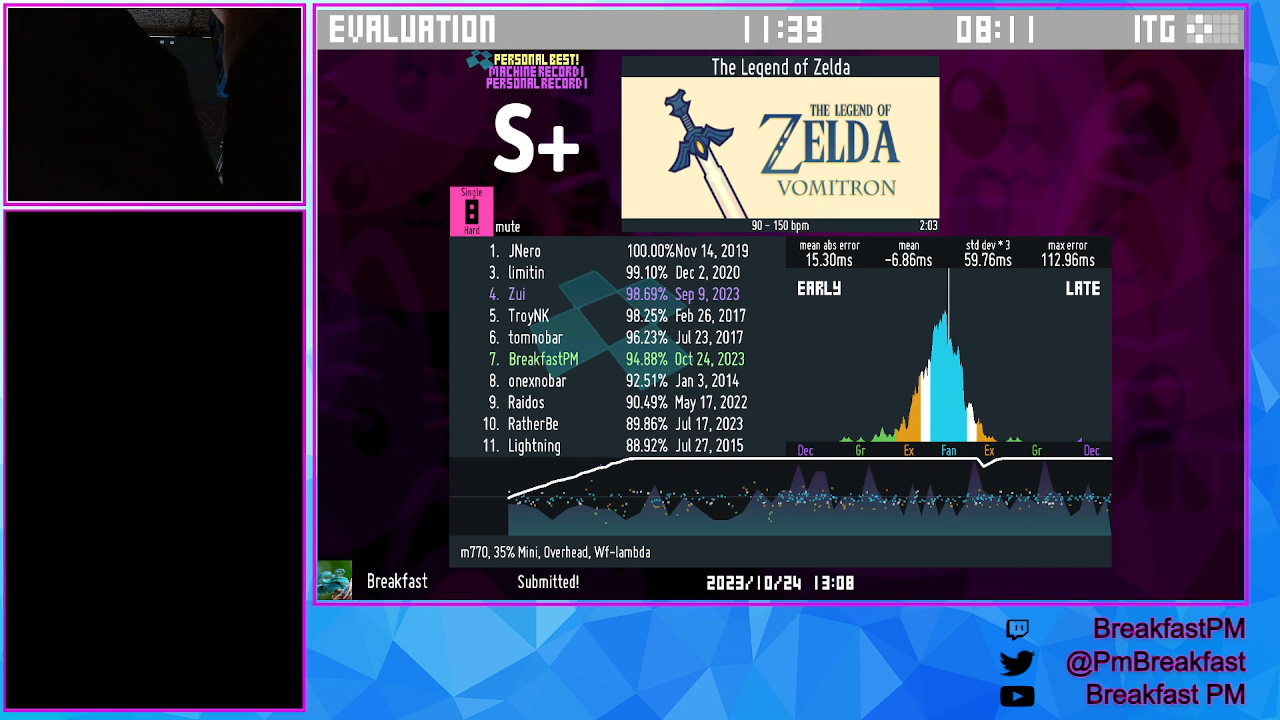 EVALUATION 11:39 08:11 ITG
PERSONAL BEST!
MACHINE RECORD 1
PERSONAL RECORD 1
S+
The Legend of Zelda
THE LEGEND OF
ZELDA
VOMITRON
90 - 150 bpm 2:03
Single
8
Hard
mute
1. JNero 100.00% Nov 14, 2019
3. limitin 99.10% Dec 2, 2020
4. Zui 98.69% Sep 9, 2023
5. TroyNK 98.25% Feb 26, 2017
6. tomnobar 96.23% Jul 23, 2017
7. BreakfastPM 94.88% Oct 24, 2023
8. onexnobar 92.51% Jan 3, 2014
9. Raidos 90.49% May 17, 2022
10. RatherBe 89.86% Jul 17, 2023
11. Lightning 88.92% Jul 27, 2015
mean abs error mean std dev * 3 max error
15.30ms -6.86ms 59.76ms 112.96ms
EARLY LATE
Dec Gr Ex Fan Ex Gr Dec
m770, 35% Mini, Overhead, Wf-lambda
Breakfast Submitted! 2023/10/24 13:08
BreakfastPM
@PmBreakfast
Breakfast PM